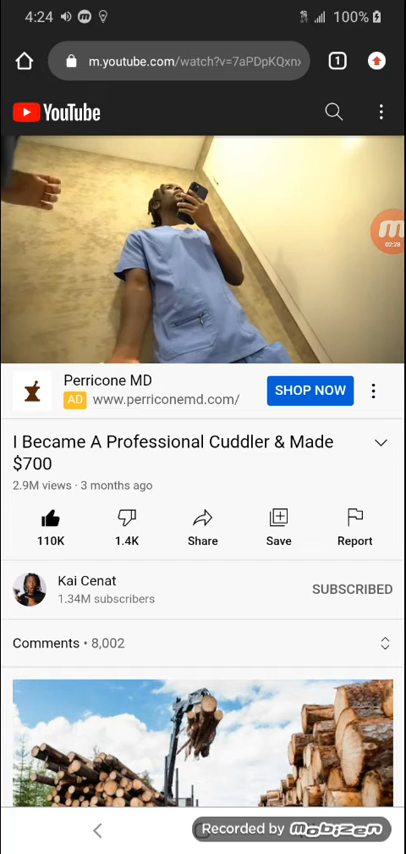 4:24
100%
1
m.youtube.com/watch?v=7aPDpKQxn
YouTube
02:28
Perricone MD
AD www.perriconemd.com/
SHOP NOW
I Became A Professional Cuddler & Made
$700
2.9M views · 3 months ago
110K 1.4K Share Save Report
Kai Cenat
1.34M subscribers
SUBSCRIBED
Comments • 8,002
Recorded by mobizen